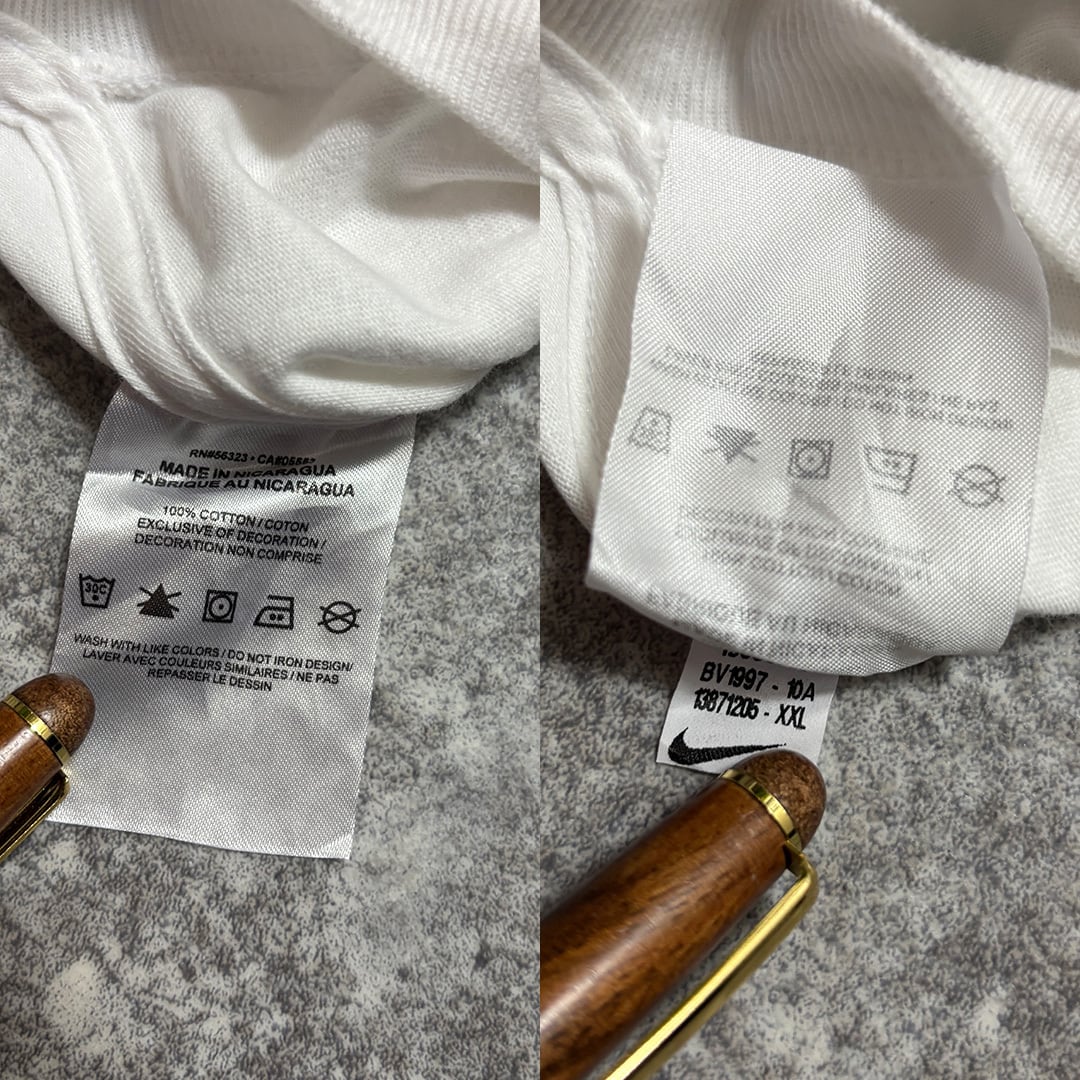 RN#56323 • CA#05553
MADE IN NICARAGUA
FABRIQUE AU NICARAGUA
100% COTTON / COTON
EXCLUSIVE OF DECORATION /
DECORATION NON COMPRISE
30C
WASH WITH LIKE COLORS / DO NOT IRON DESIGN/
LAVER AVEC COULEURS SIMILAIRES / NE PAS
REPASSER LE DESSIN
BV1997 - 10A
13871205 - XXL